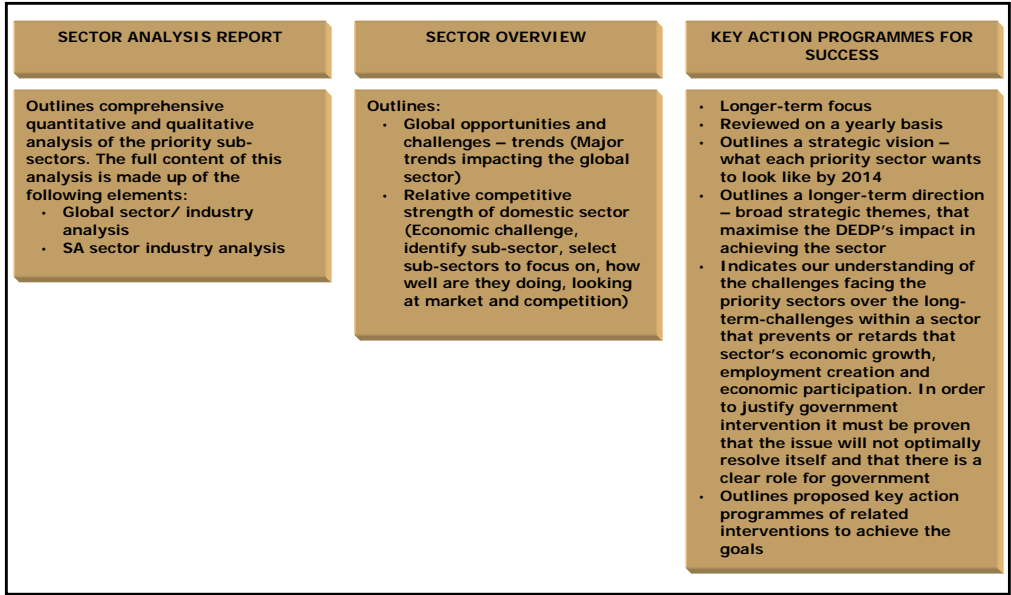 SECTOR ANALYSIS REPORT
Outlines comprehensive
quantitative and qualitative
analysis of the priority sub-
sectors. The full content of this
analysis is made up of the
following elements:
• Global sector/ industry
analysis
• SA sector industry analysis
SECTOR OVERVIEW
Outlines:
• Global opportunities and
challenges – trends (Major
trends impacting the global
sector)
• Relative competitive
strength of domestic sector
(Economic challenge,
identify sub-sector, select
sub-sectors to focus on, how
well are they doing, looking
at market and competition)
KEY ACTION PROGRAMMES FOR
SUCCESS
• Longer-term focus
• Reviewed on a yearly basis
• Outlines a strategic vision –
what each priority sector wants
to look like by 2014
• Outlines a longer-term direction
– broad strategic themes, that
maximise the DEDP's impact in
achieving the sector
• Indicates our understanding of
the challenges facing the
priority sectors over the long-
term-challenges within a sector
that prevents or retards that
sector's economic growth,
employment creation and
economic participation. In order
to justify government
intervention it must be proven
that the issue will not optimally
resolve itself and that there is a
clear role for government
• Outlines proposed key action
programmes of related
interventions to achieve the
goals